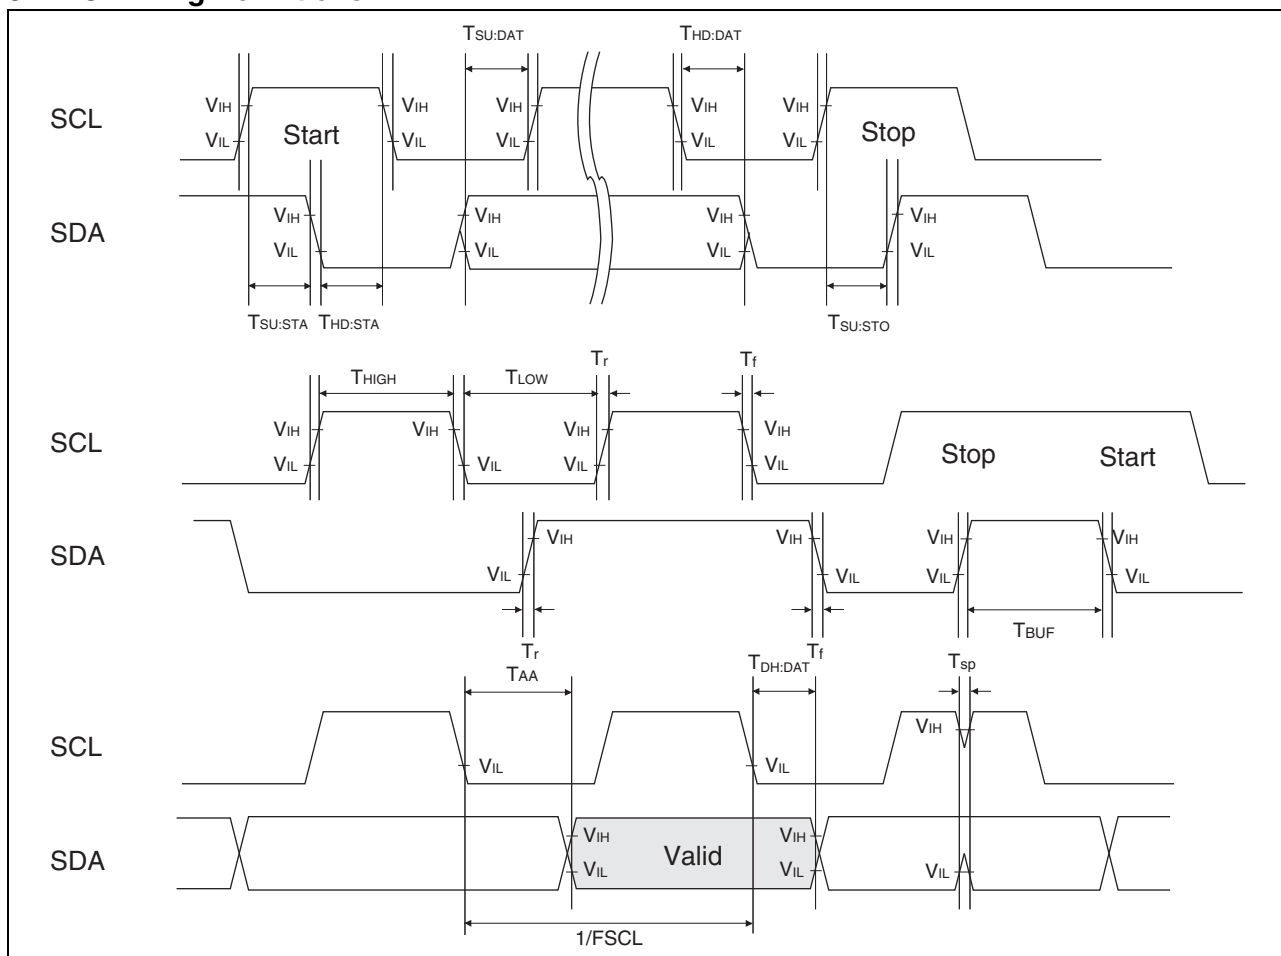 TSU:DAT THD:DAT
SCL VIH VIH VIH VIH VIH
Start Stop
VIL VIL VIL VIL VIL
SDA VIH VIH VIH VIH
VIL VIL VIL VIL
TSU:STA THD:STA TSU:STO
Tr Tf
THIGH TLOW
SCL VIH VIH VIH VIH
Stop Start
VIL VIL VIL VIL
SDA VIH VIH VIH VIH
VIL VIL VIL VIL
TBUF
Tr Tf
TAA TDH:DAT Tsp
SCL VIH
VIL VIL
SDA VIH VIH
Valid
VIL VIL VIL
1/FSCL